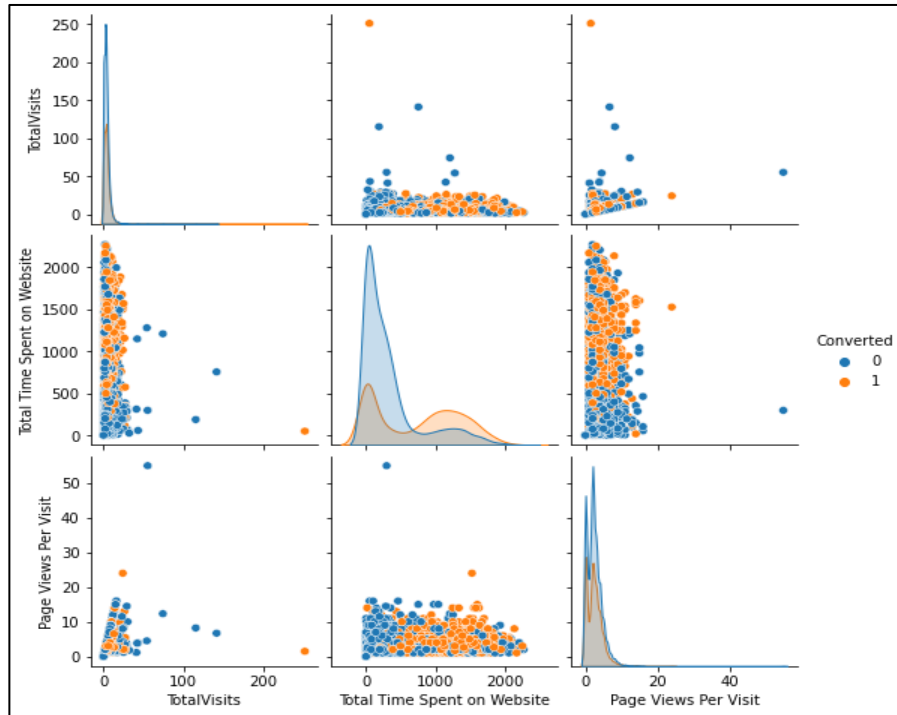 250
200
150
100
50
0
TotalVisits
2000
1500
1000
500
0
Total Time Spent on Website
Converted
0
1
50
40
30
20
10
0
Page Views Per Visit
0 200
0 1000 2000
0 20 40
TotalVisits
Total Time Spent on Website
Page Views Per Visit